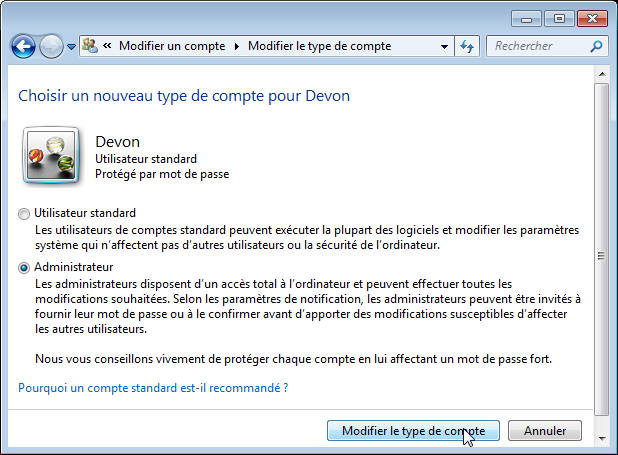 « Modifier un compte ▸ Modifier le type de compte
Rechercher
Choisir un nouveau type de compte pour Devon
Devon
Utilisateur standard
Protégé par mot de passe
Utilisateur standard
Les utilisateurs de comptes standard peuvent exécuter la plupart des logiciels et modifier les paramètres
système qui n'affectent pas d'autres utilisateurs ou la sécurité de l'ordinateur.
Administrateur
Les administrateurs disposent d'un accès total à l'ordinateur et peuvent effectuer toutes les
modifications souhaitées. Selon les paramètres de notification, les administrateurs peuvent être invités à
fournir leur mot de passe ou à le confirmer avant d'apporter des modifications susceptibles d'affecter
les autres utilisateurs.
Nous vous conseillons vivement de protéger chaque compte en lui affectant un mot de passe fort.
Pourquoi un compte standard est-il recommandé ?
Modifier le type de compte
Annuler